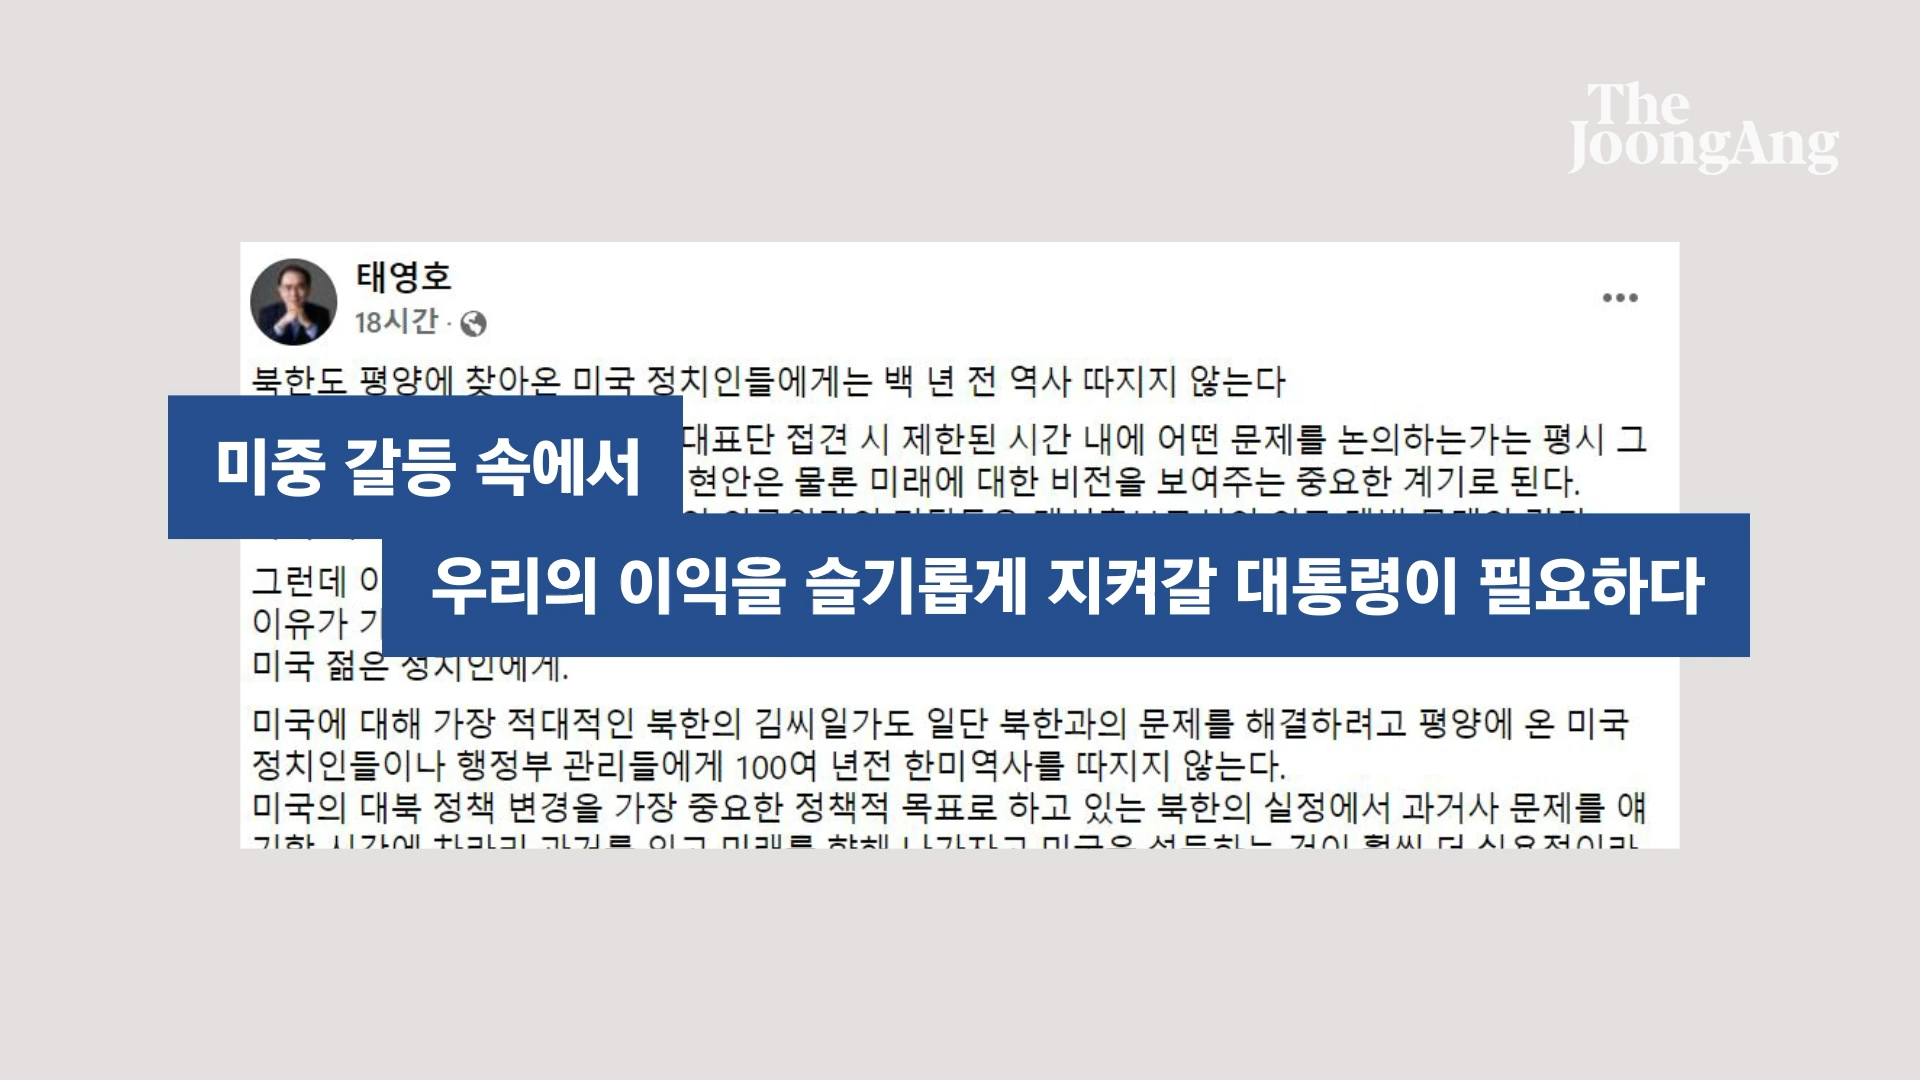 The
JoongAng
태영호
18시간 ·
북한도 평양에 찾아온 미국 정치인들에게는 백 년 전 역사 따지지 않는다
대표단 접견 시 제한된 시간 내에 어떤 문제를 논의하는가는 평시 그
미중 갈등 속에서
현안은 물론 미래에 대한 비전을 보여주는 중요한 계기로 된다.
우리의 이익을 슬기롭게 지켜갈 대통령이 필요하다
그런데
이유가
미국 젊은 정치인에게.
미국에 대해 가장 적대적인 북한의 김씨일가도 일단 북한과의 문제를 해결하려고 평양에 온 미국
정치인들이나 행정부 관리들에게 100여 년전 한미역사를 따지지 않는다.
미국의 대북 정책 변경을 가장 중요한 정책적 목표로 하고 있는 북한의 실정에서 과거사 문제를 얘